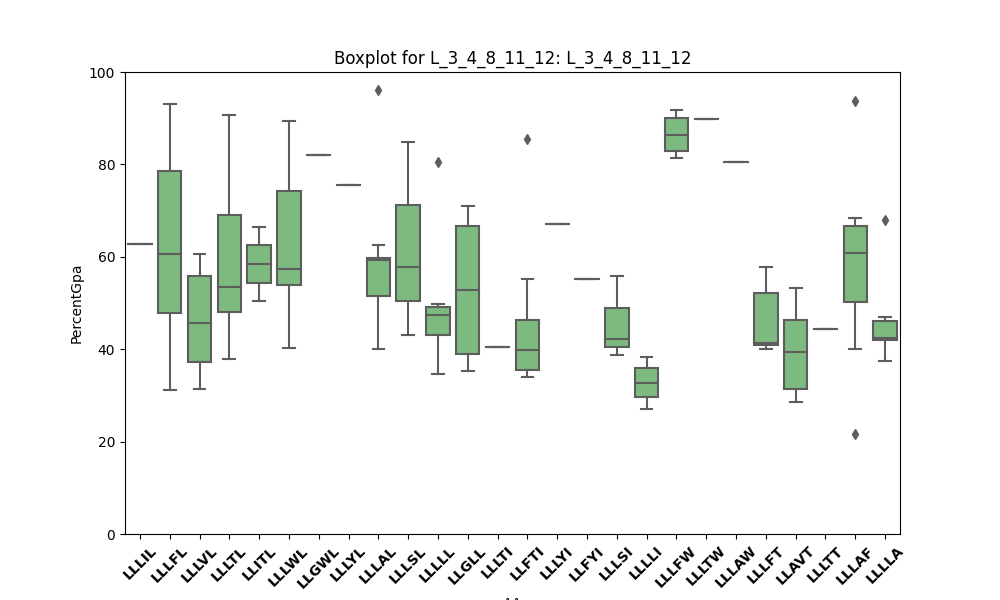 Boxplot for L_3_4_8_11_12: L_3_4_8_11_12
PercentGpa
100
80
60
40
20
0
LLLIL
LLLFL
LLLVL
LLLTL
LLITL
LLLWL
LLGWL
LLLYL
LLLAL
LLLSL
LLLLL
LLGLL
LLLTI
LLFTI
LLLYI
LLFYI
LLLSI
LLLLI
LLLFW
LLLTW
LLLAW
LLLFT
LLAVT
LLLTT
LLLAF
LLLLA